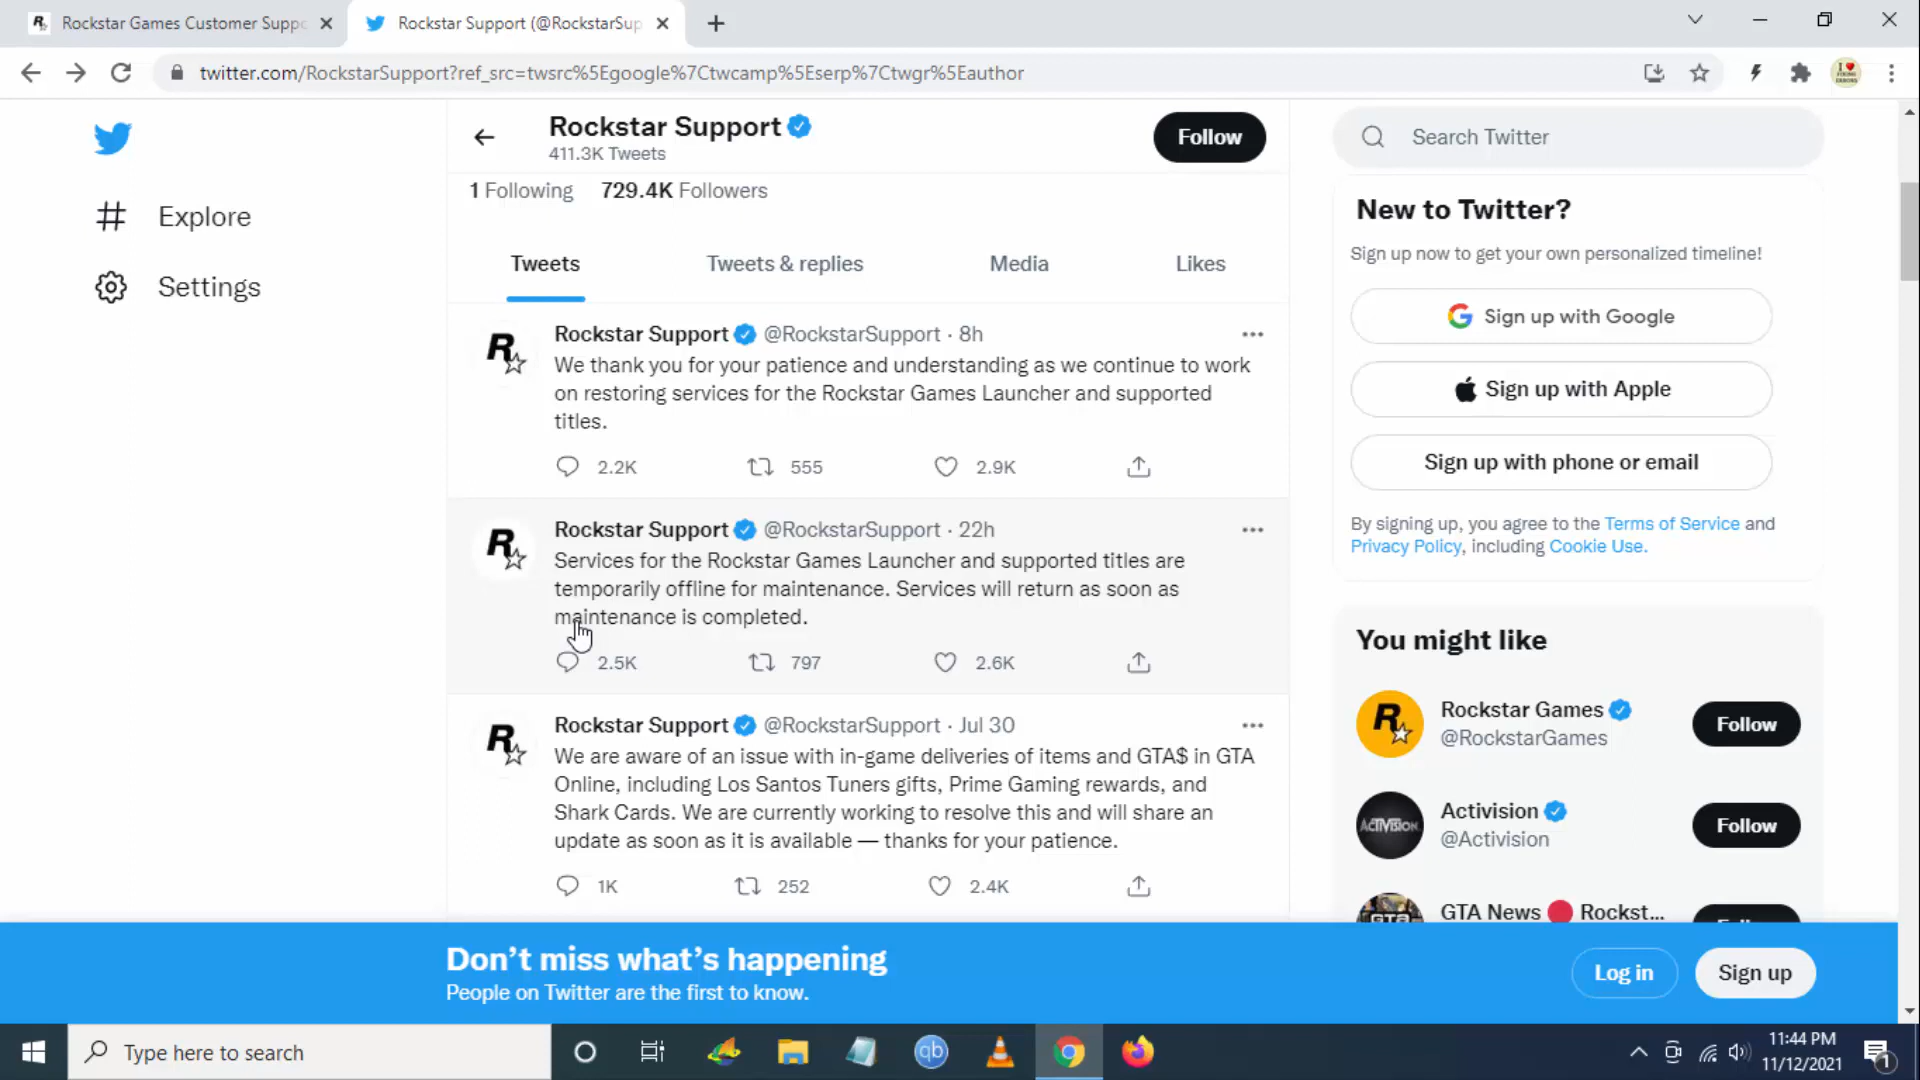 Rockstar Games Customer Suppo
Rockstar Support (@RockstarSup
twitter.com/RockstarSupport?ref_src=twsrc%5Egoogle%7Ctwcamp%5Eserp%7Ctwgr%5Eauthor
Rockstar Support
411.3K Tweets
Follow
Search Twitter
1 Following 729.4K Followers
Explore
Settings
Tweets Tweets & replies Media Likes
New to Twitter?
Sign up now to get your own personalized timeline!
Sign up with Google
Sign up with Apple
Sign up with phone or email
By signing up, you agree to the Terms of Service and
Privacy Policy, including Cookie Use.
Rockstar Support @RockstarSupport · 8h
We thank you for your patience and understanding as we continue to work
on restoring services for the Rockstar Games Launcher and supported
titles.
2.2K 555 2.9K
Rockstar Support @RockstarSupport · 22h
Services for the Rockstar Games Launcher and supported titles are
temporarily offline for maintenance. Services will return as soon as
maintenance is completed.
2.5K 797 2.6K
Rockstar Support @RockstarSupport · Jul 30
We are aware of an issue with in-game deliveries of items and GTA$ in GTA
Online, including Los Santos Tuners gifts, Prime Gaming rewards, and
Shark Cards. We are currently working to resolve this and will share an
update as soon as it is available — thanks for your patience.
1K 252 2.4K
You might like
Rockstar Games
@RockstarGames
Follow
ACTIVISION
Activision
@Activision
Follow
GTA News 🔴 Rockst...
Don't miss what's happening
People on Twitter are the first to know.
Log in
Sign up
Type here to search
qb
11:44 PM
11/12/2021
1